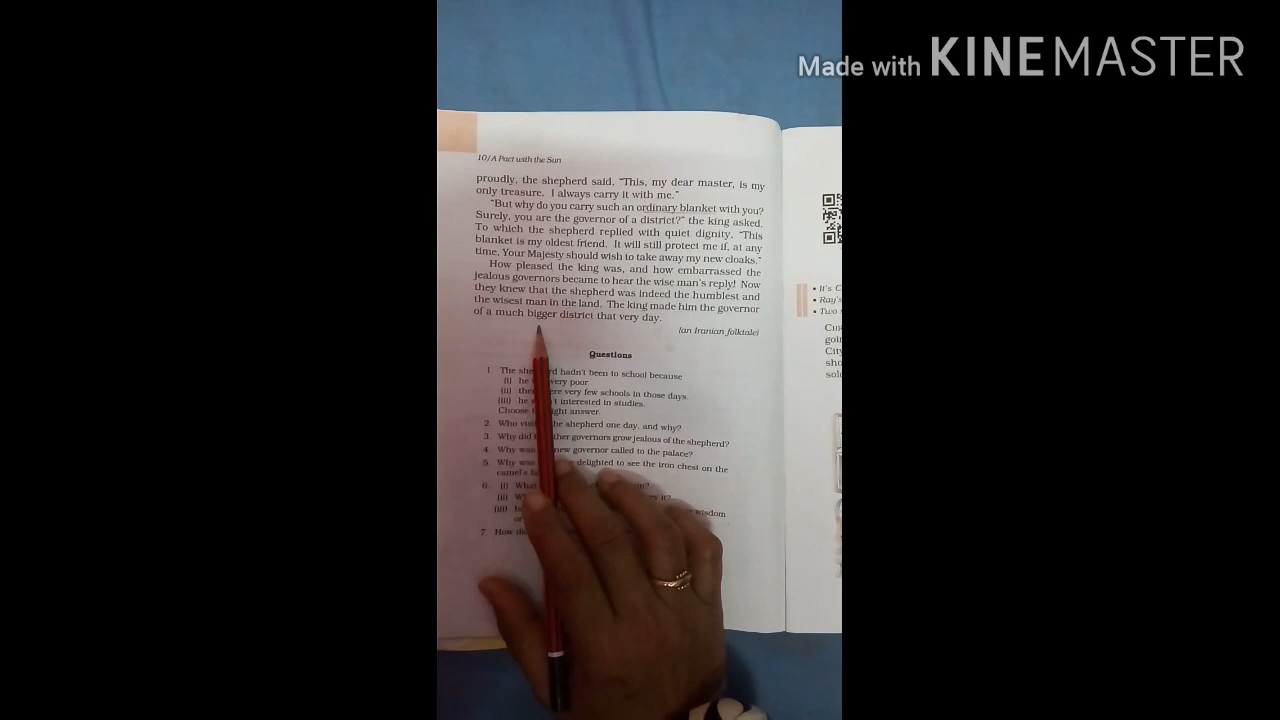 Made with KINEMASTER
10/A Pact with the Sun
proudly, the shepherd said, "This, my dear master, is my
only treasure. I always carry it with me."
"But why do you carry such an ordinary blanket with you?
Surely, you are the governor of a district?" the king asked.
To which the shepherd replied with quiet dignity, "This
blanket is my oldest friend. It will still protect me if, at any
time, Your Majesty should wish to take away my new cloaks."
How pleased the king was, and how embarrassed the
jealous governors became to hear the wise man's reply! Now
they knew that the shepherd was indeed the humblest and
the wisest man in the land. The king made him the governor
of a much bigger district that very day.
(an Iranian folktale)
Questions
1. The hadn't been to school because
(i) he very poor
(ii) very few schools in those days.
(iii) he interested in studies.
Choose answer.
2. Who the shepherd one day, and why?
3. Why did governors grow jealous of the shepherd?
4. Why was new governor called to the palace?
5. Why was delighted to see the iron chest on the
camel's
6. (i) What
(ii) it?
(iii) wisdom
or
7. How
• It's
• Ray's
• Two
City